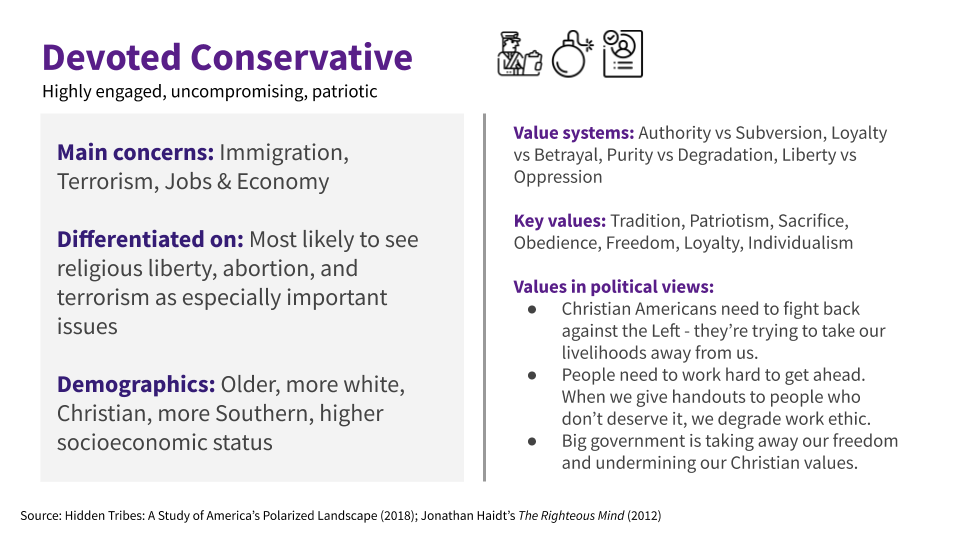 Devoted Conservative
Highly engaged, uncompromising, patriotic
Main concerns: Immigration,
Terrorism, Jobs & Economy
Differentiated on: Most likely to see
religious liberty, abortion, and
terrorism as especially important
issues
Demographics: Older, more white,
Christian, more Southern, higher
socioeconomic status
Value systems: Authority vs Subversion, Loyalty
vs Betrayal, Purity vs Degradation, Liberty vs
Oppression
Key values: Tradition, Patriotism, Sacrifice,
Obedience, Freedom, Loyalty, Individualism
Values in political views:
● Christian Americans need to fight back
against the Left - they’re trying to take our
livelihoods away from us.
● People need to work hard to get ahead.
When we give handouts to people who
don’t deserve it, we degrade work ethic.
● Big government is taking away our freedom
and undermining our Christian values.
Source: Hidden Tribes: A Study of America’s Polarized Landscape (2018); Jonathan Haidt’s The Righteous Mind (2012)